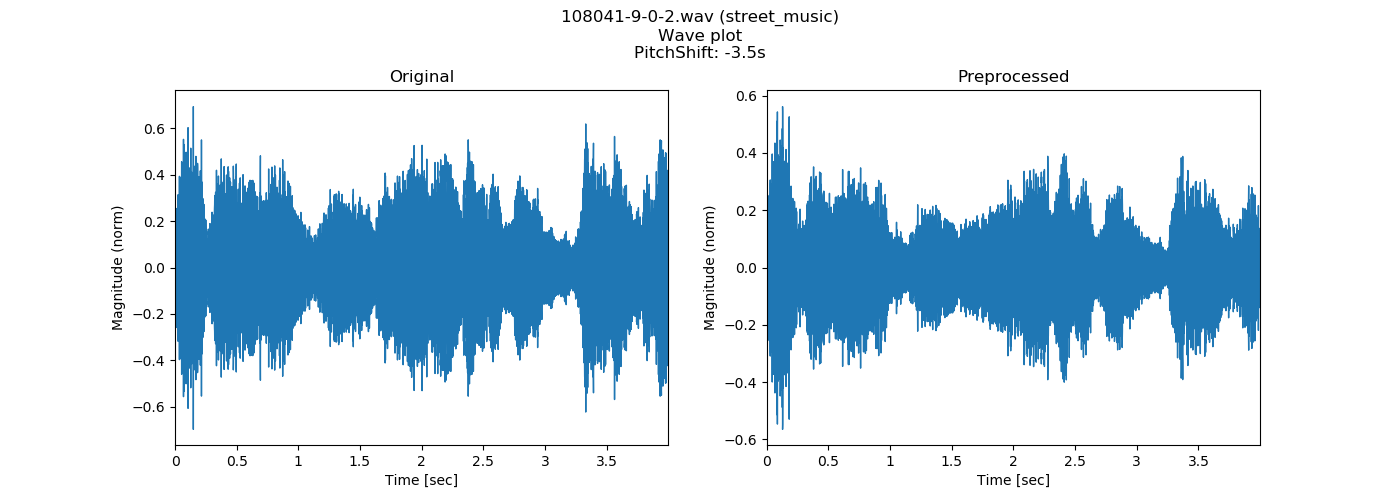 108041-9-0-2.wav (street_music)
Wave plot
PitchShift: -3.5s
Original
Magnitude (norm)
0.6
0.4
0.2
0.0
−0.2
−0.4
−0.6
0 0.5 1 1.5 2 2.5 3 3.5
Time [sec]
Preprocessed
Magnitude (norm)
0.6
0.4
0.2
0.0
−0.2
−0.4
−0.6
0 0.5 1 1.5 2 2.5 3 3.5
Time [sec]